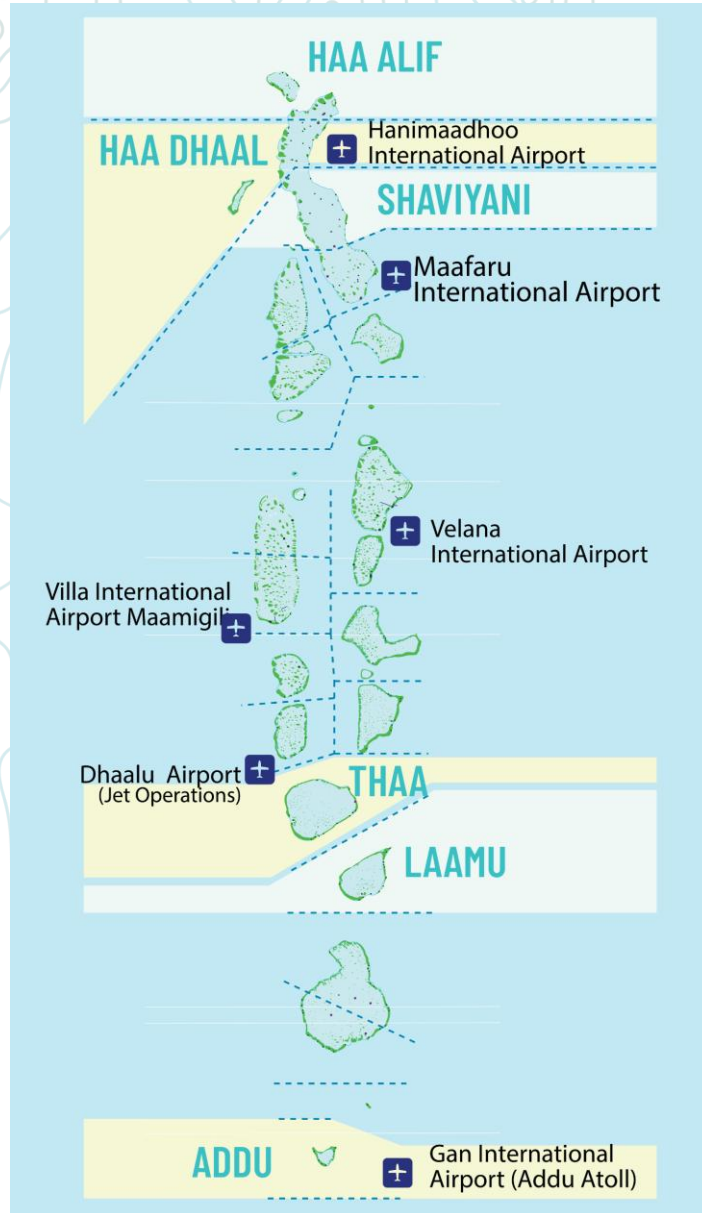 HAA ALIF
HAA DHAAL
Hanimaadhoo
International Airport
SHAVIYANI
Maafaru
International Airport
Velana
International Airport
Villa International
Airport Maamigili
Dhaalu Airport
(Jet Operations)
THAA
LAAMU
ADDU
Gan International
Airport (Addu Atoll)